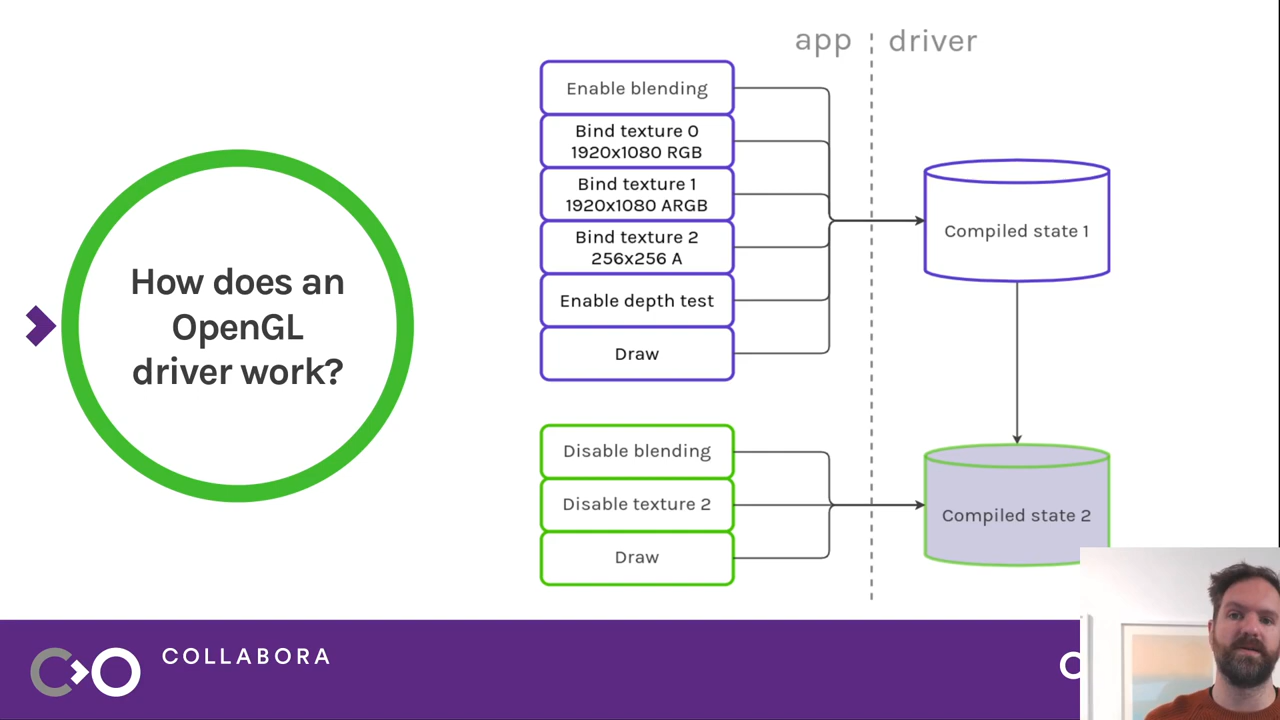 app
driver
Enable blending
Bind texture 0
1920x1080 RGB
Bind texture 1
1920x1080 ARGB
Bind texture 2
256x256 A
Enable depth test
Draw
Compiled state 1
How does an
OpenGL
driver work?
Disable blending
Disable texture 2
Draw
Compiled state 2
COLLABORA